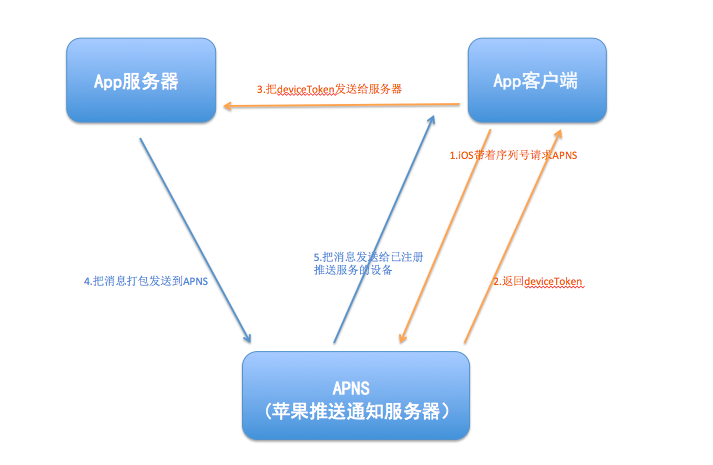 App服务器
App客户端
3.把deviceToken发送给服务器
1.iOS带着序列号请求APNS
5.把消息发送给已注册
推送服务的设备
4.把消息打包发送到APNS
2.返回deviceToken
APNS
(苹果推送通知服务器)